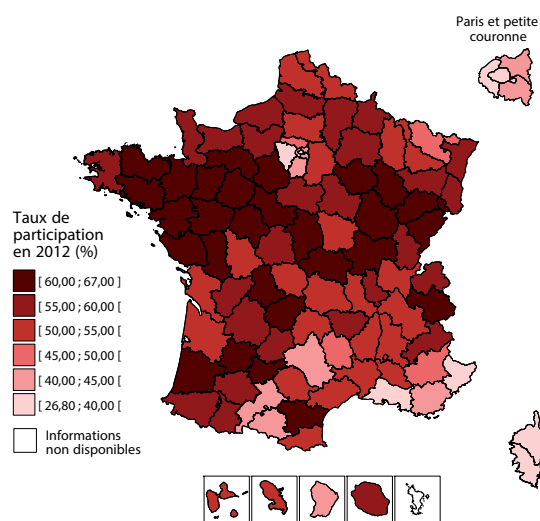 Paris et petite
couronne
Taux de
participation
en 2012 (%)
[ 60,00 ; 67,00 [
[ 55,00 ; 60,00 [
[ 50,00 ; 55,00 [
[ 45,00 ; 50,00 [
[ 40,00 ; 45,00 [
[ 26,80 ; 40,00 [
Informations
non disponibles